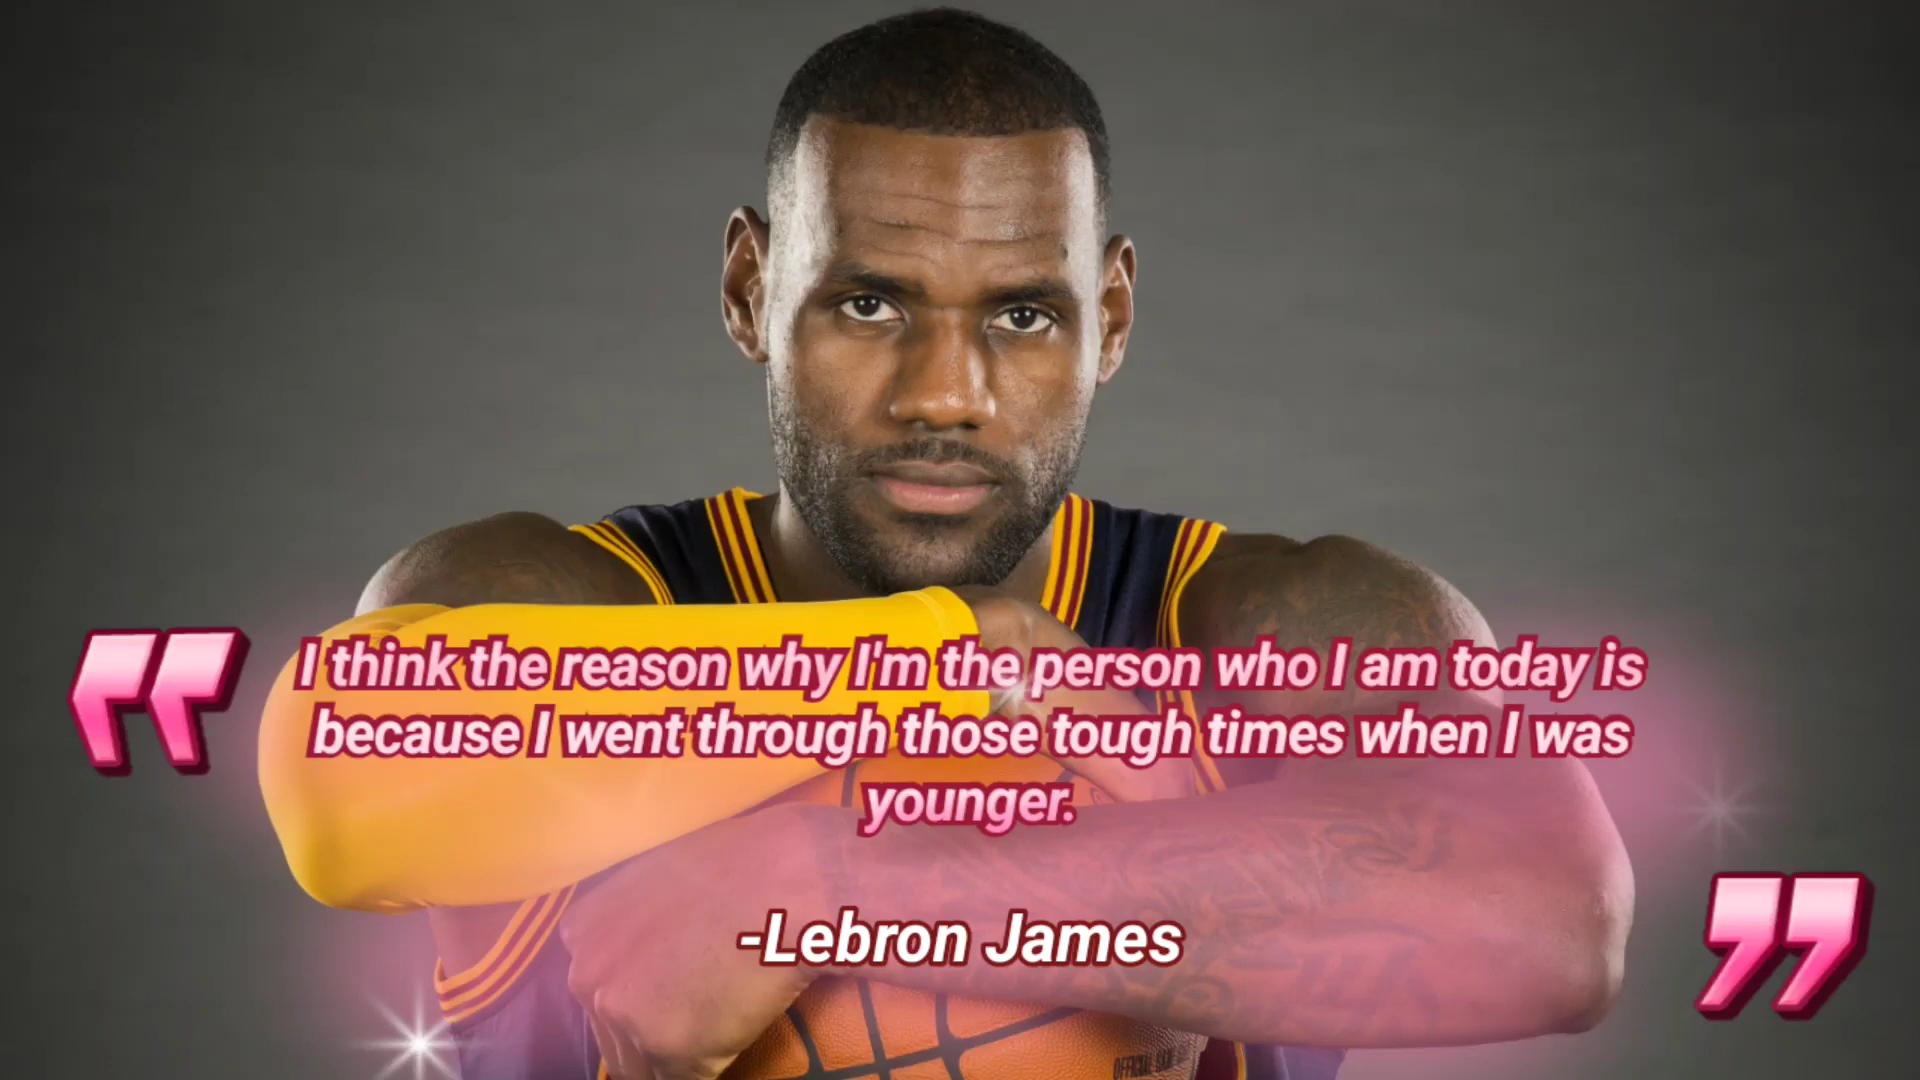 I think the reason why I'm the person who I am today is
because I went through those tough times when I was
younger.
-Lebron James
OFFICIAL